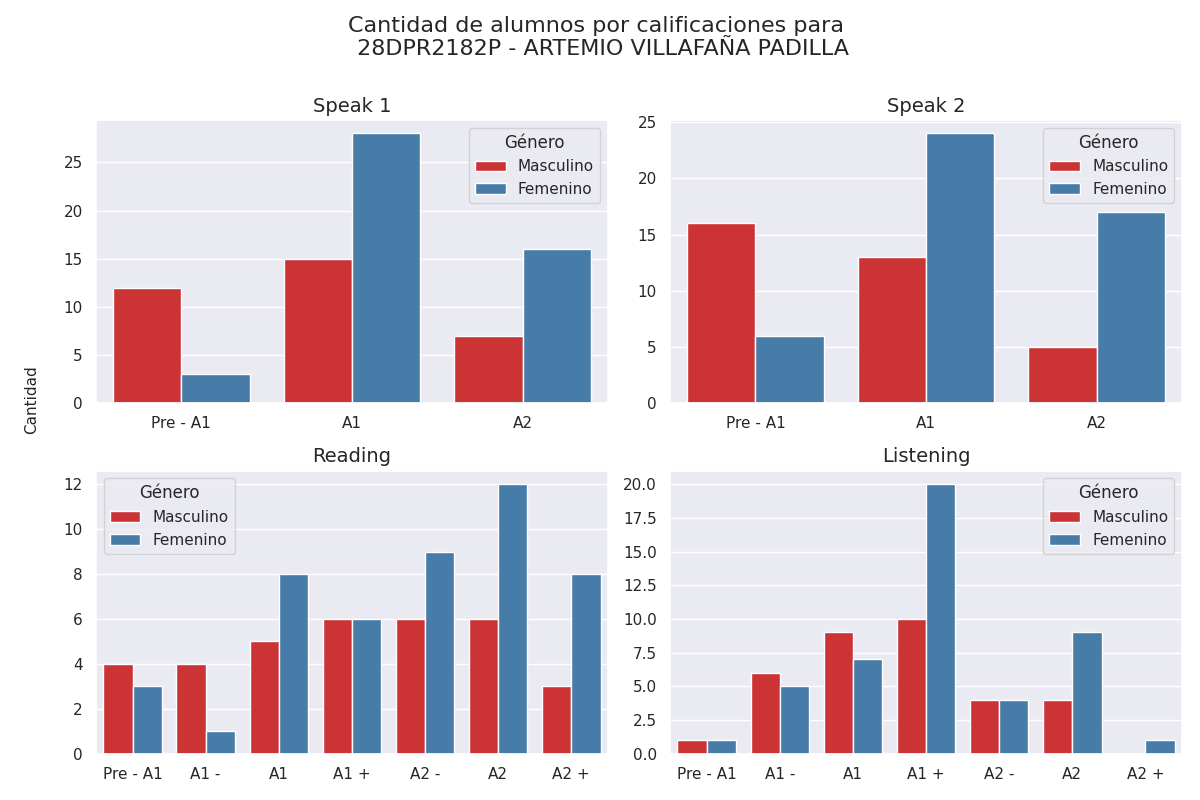 Cantidad de alumnos por calificaciones para
28DPR2182P - ARTEMIO VILLAFAÑA PADILLA
Cantidad
Speak 1
Género
Masculino
Femenino
25
20
15
10
5
0
Pre - A1 A1 A2
Speak 2
Género
Masculino
Femenino
25
20
15
10
5
0
Pre - A1 A1 A2
Reading
Género
Masculino
Femenino
12
10
8
6
4
2
0
Pre - A1 A1 - A1 A1 + A2 - A2 A2 +
Listening
Género
Masculino
Femenino
20.0
17.5
15.0
12.5
10.0
7.5
5.0
2.5
0.0
Pre - A1 A1 - A1 A1 + A2 - A2 A2 +